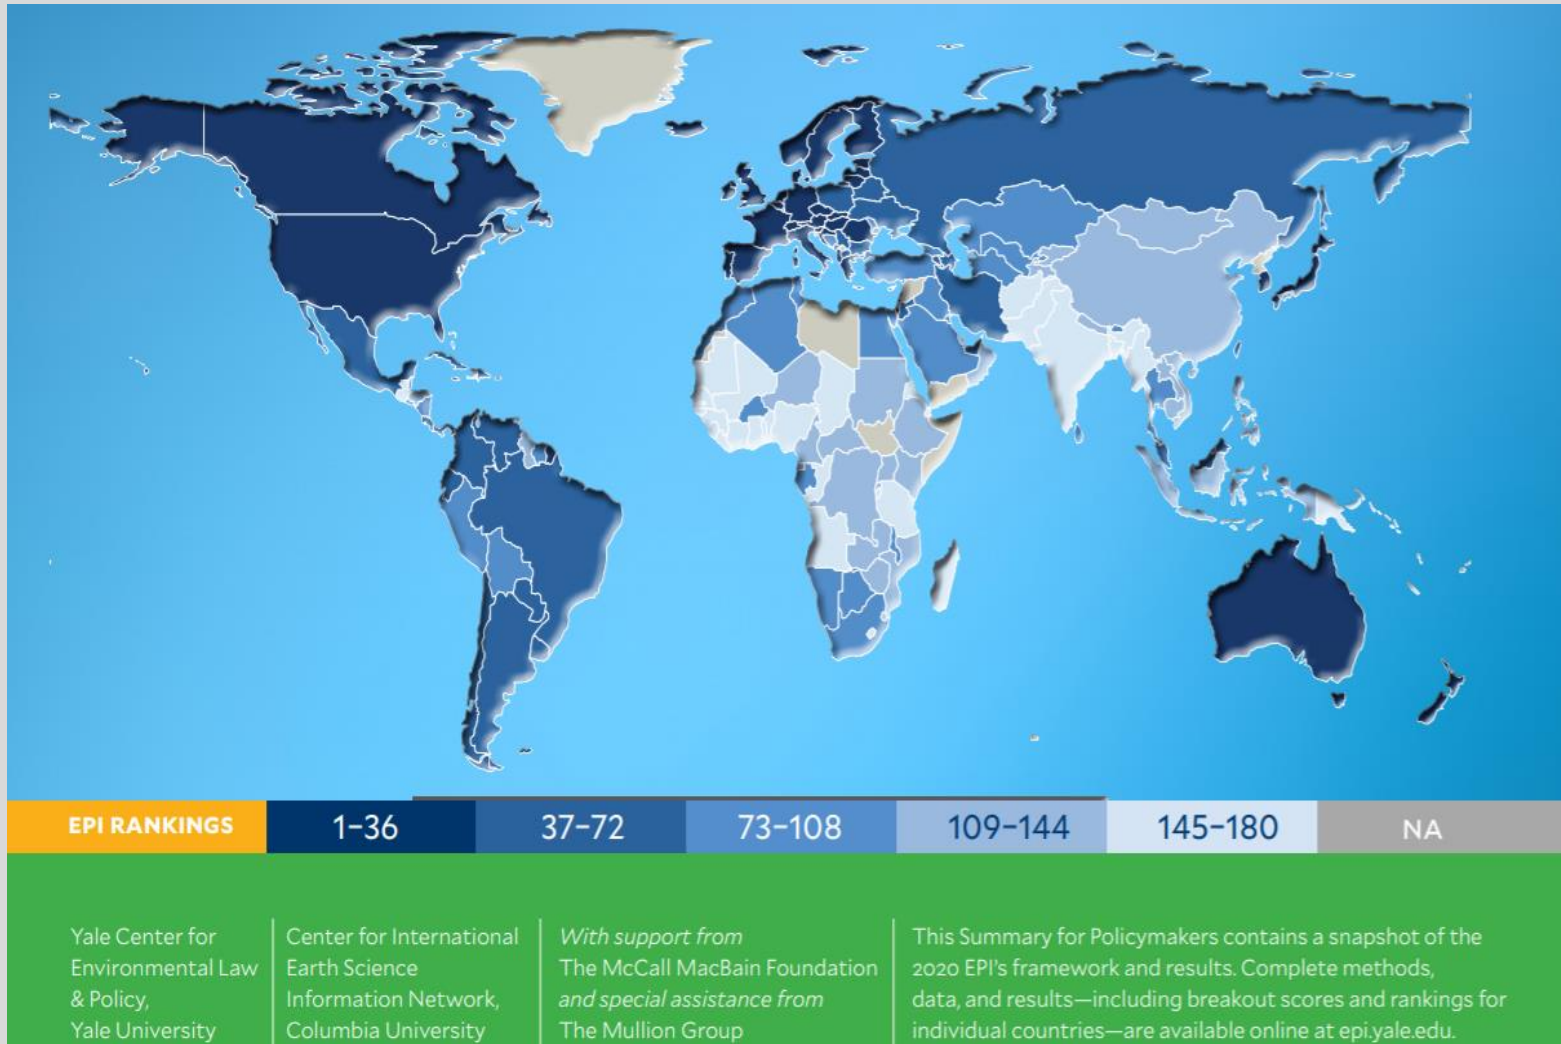 EPI RANKINGS
1–36
37–72
73–108
109–144
145–180
NA
Yale Center for
Environmental Law
& Policy,
Yale University
Center for International
Earth Science
Information Network,
Columbia University
With support from
The McCall MacBain Foundation
and special assistance from
The Mullion Group
This Summary for Policymakers contains a snapshot of the
2020 EPI's framework and results. Complete methods,
data, and results—including breakout scores and rankings for
individual countries—are available online at epi.yale.edu.